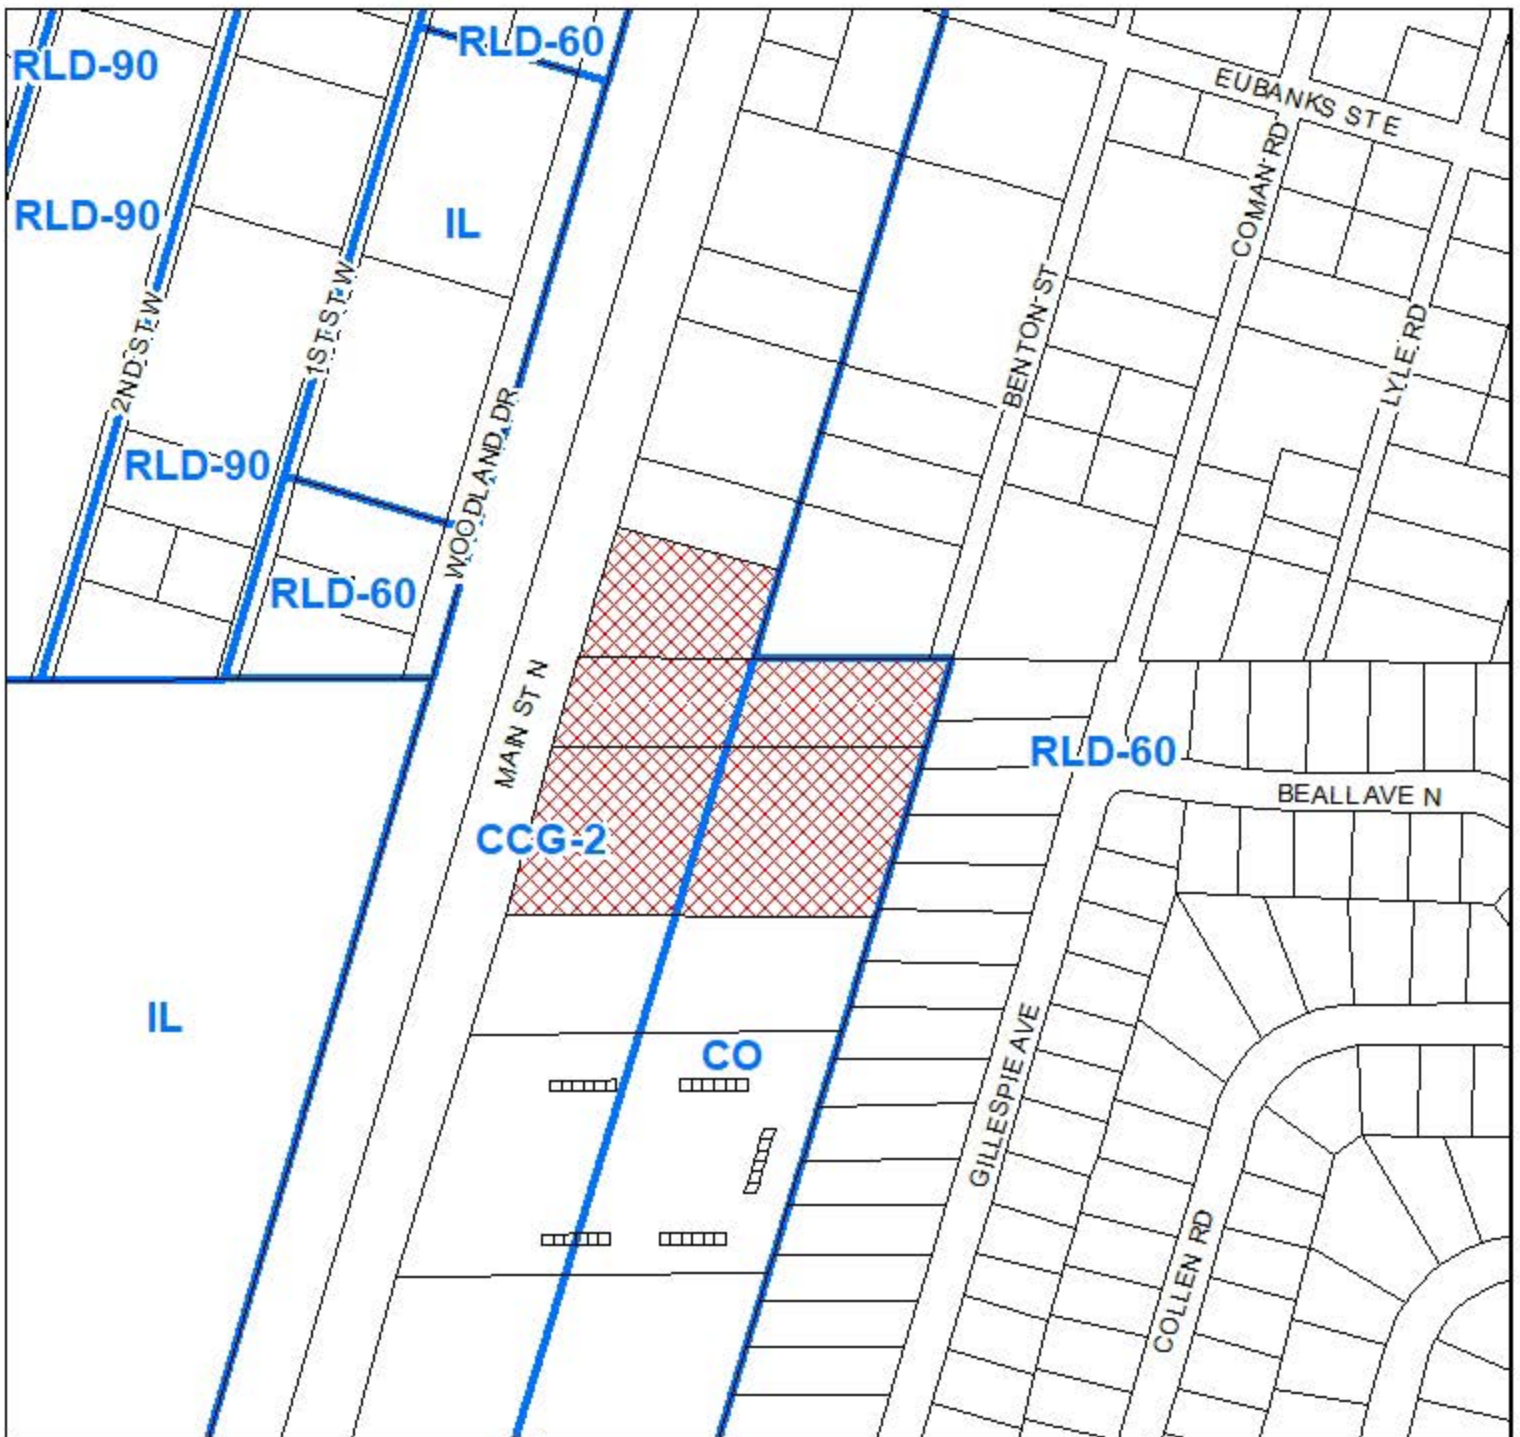 RLD-60
RLD-90
EUBANKS ST E
RLD-90
IL
COMAN RD
2ND ST W
1ST ST W
BENTON ST
LYLE RD
WOODLAND DR
RLD-90
RLD-60
MAIN ST N
RLD-60
BEALL AVE N
CCG-2
IL
CO
GILLESPIE AVE
COLLEN RD